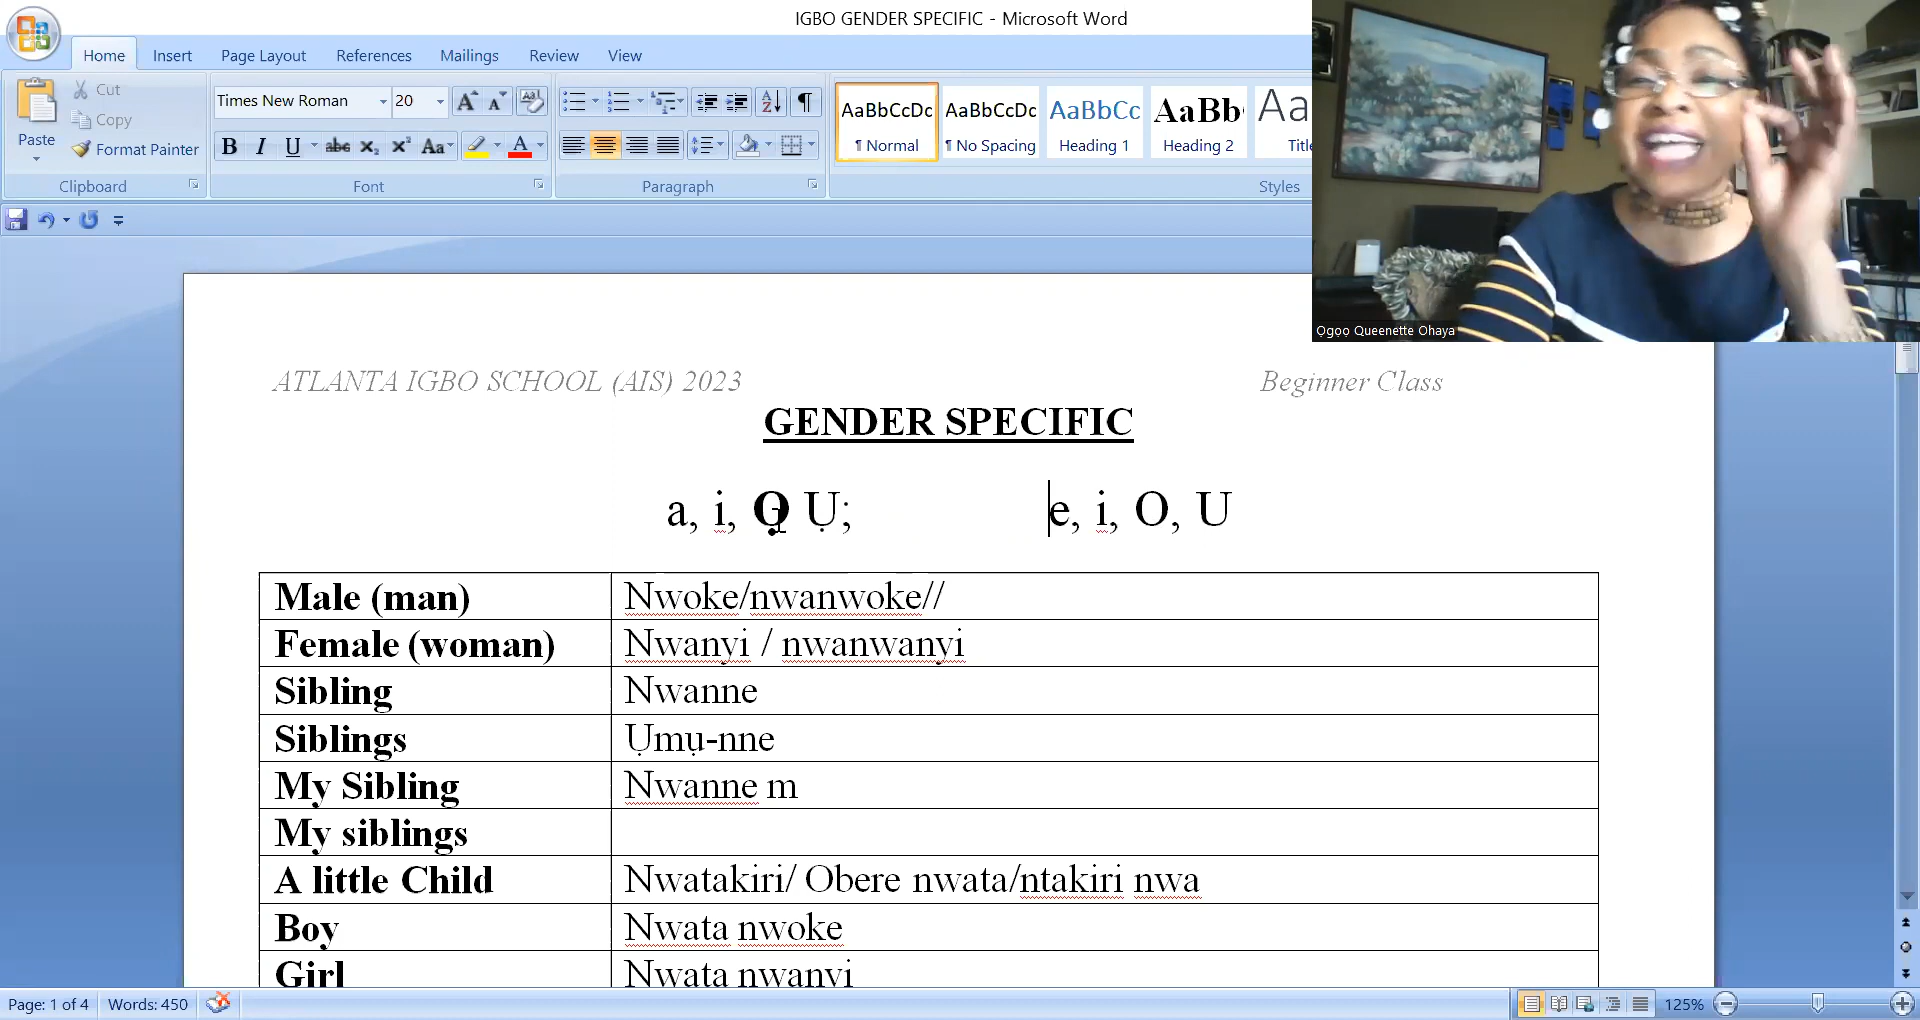 IGBO GENDER SPECIFIC - Microsoft Word
Home Insert Page Layout References Mailings Review View
Paste
Cut
Copy
Format Painter
Times New Roman 20
AaBbCcDc AaBbCcDc AaBbCc AaBb AaB
¶ Normal ¶ No Spacing Heading 1 Heading 2 Title
Clipboard Font Paragraph Styles
Ọgọọ Queenette Ohaya
ATLANTA IGBO SCHOOL (AIS) 2023 Beginner Class
GENDER SPECIFIC
a, i, Ọ Ụ; e, i, O, U
Male (man) Nwoke/nwanwoke//
Female (woman) Nwanyi / nwanwanyi
Sibling Nwanne
Siblings Ụmụ-nne
My Sibling Nwanne m
My siblings
A little Child Nwatakiri/ Obere nwata/ntakiri nwa
Boy Nwata nwoke
Girl Nwata nwanyi
Page: 1 of 4 Words: 450 125%